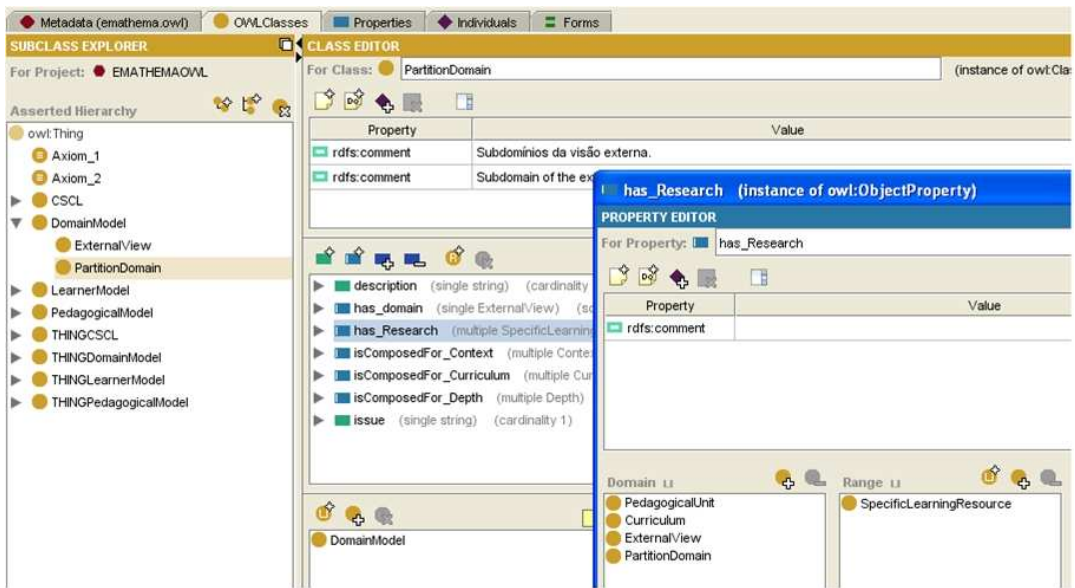 Metadata (emathema.owl) OWLClasses Properties Individuals Forms
SUBCLASS EXPLORER
For Project: EMATHEMAOWL
Asserted Hierarchy
owl:Thing
Axiom_1
Axiom_2
CSCL
DomainModel
ExternalView
PartitionDomain
LearnerModel
PedagogicalModel
THINGCSCL
THINGDomainModel
THINGLearnerModel
THINGPedagogicalModel
CLASS EDITOR
For Class: PartitionDomain (instance of owl:Cla
Property Value
rdfs:comment Subdomínios da visão externa.
rdfs:comment Subdomain of the ex
description (single string) (cardinality
has_domain (single ExternalView) (so
has_Research (multiple SpecificLearning
isComposedFor_Context (multiple Conte
isComposedFor_Curriculum (multiple Cur
isComposedFor_Depth (multiple Depth)
issue (single string) (cardinality 1)
DomainModel
has_Research (instance of owl:ObjectProperty)
PROPERTY EDITOR
For Property: has_Research
Property Value
rdfs:comment
Domain
PedagogicalUnit
Curriculum
ExternalView
PartitionDomain
Range
SpecificLearningResource